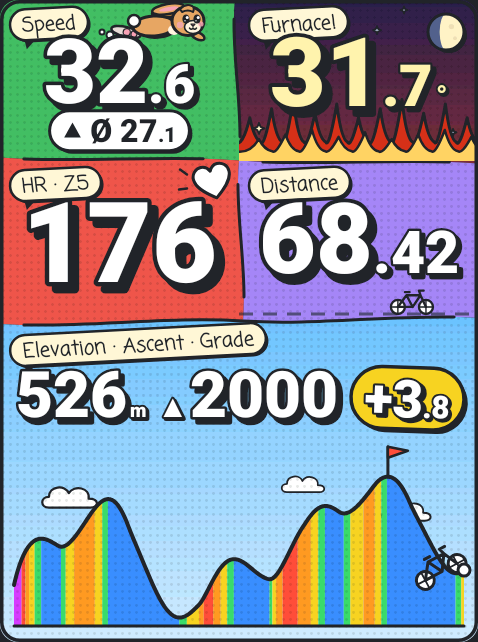 Speed
32.6
▲ Ø 27.1
Furnace!
31.7°
HR · Z5
176
Distance
68.42
Elevation · Ascent · Grade
526m ▲2000 +3.8